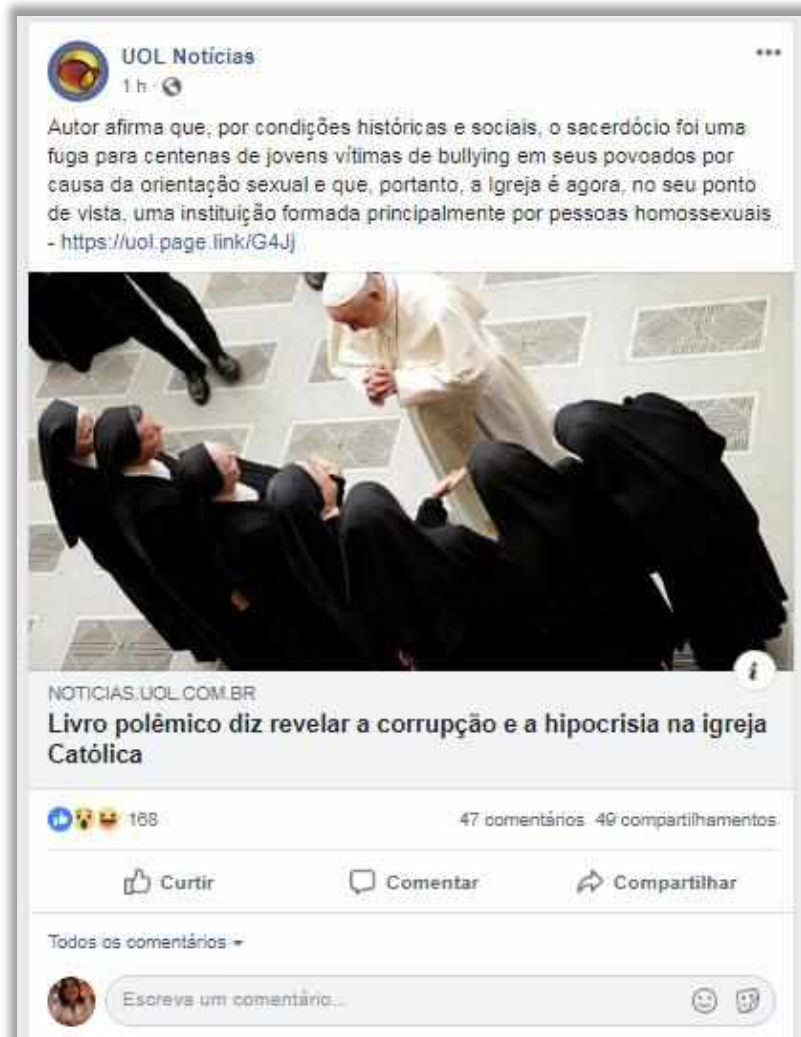 UOL Notícias
1 h
Autor afirma que, por condições históricas e sociais, o sacerdócio foi uma
fuga para centenas de jovens vítimas de bullying em seus povoados por
causa da orientação sexual e que, portanto, a Igreja é agora, no seu ponto
de vista, uma instituição formada principalmente por pessoas homossexuais
- https://uol.page.link/G4Jj
i
NOTICIAS.UOL.COM.BR
Livro polêmico diz revelar a corrupção e a hipocrisia na igreja
Católica
168 47 comentários 49 compartilhamentos
Curtir Comentar Compartilhar
Todos os comentários
Escreva um comentário...